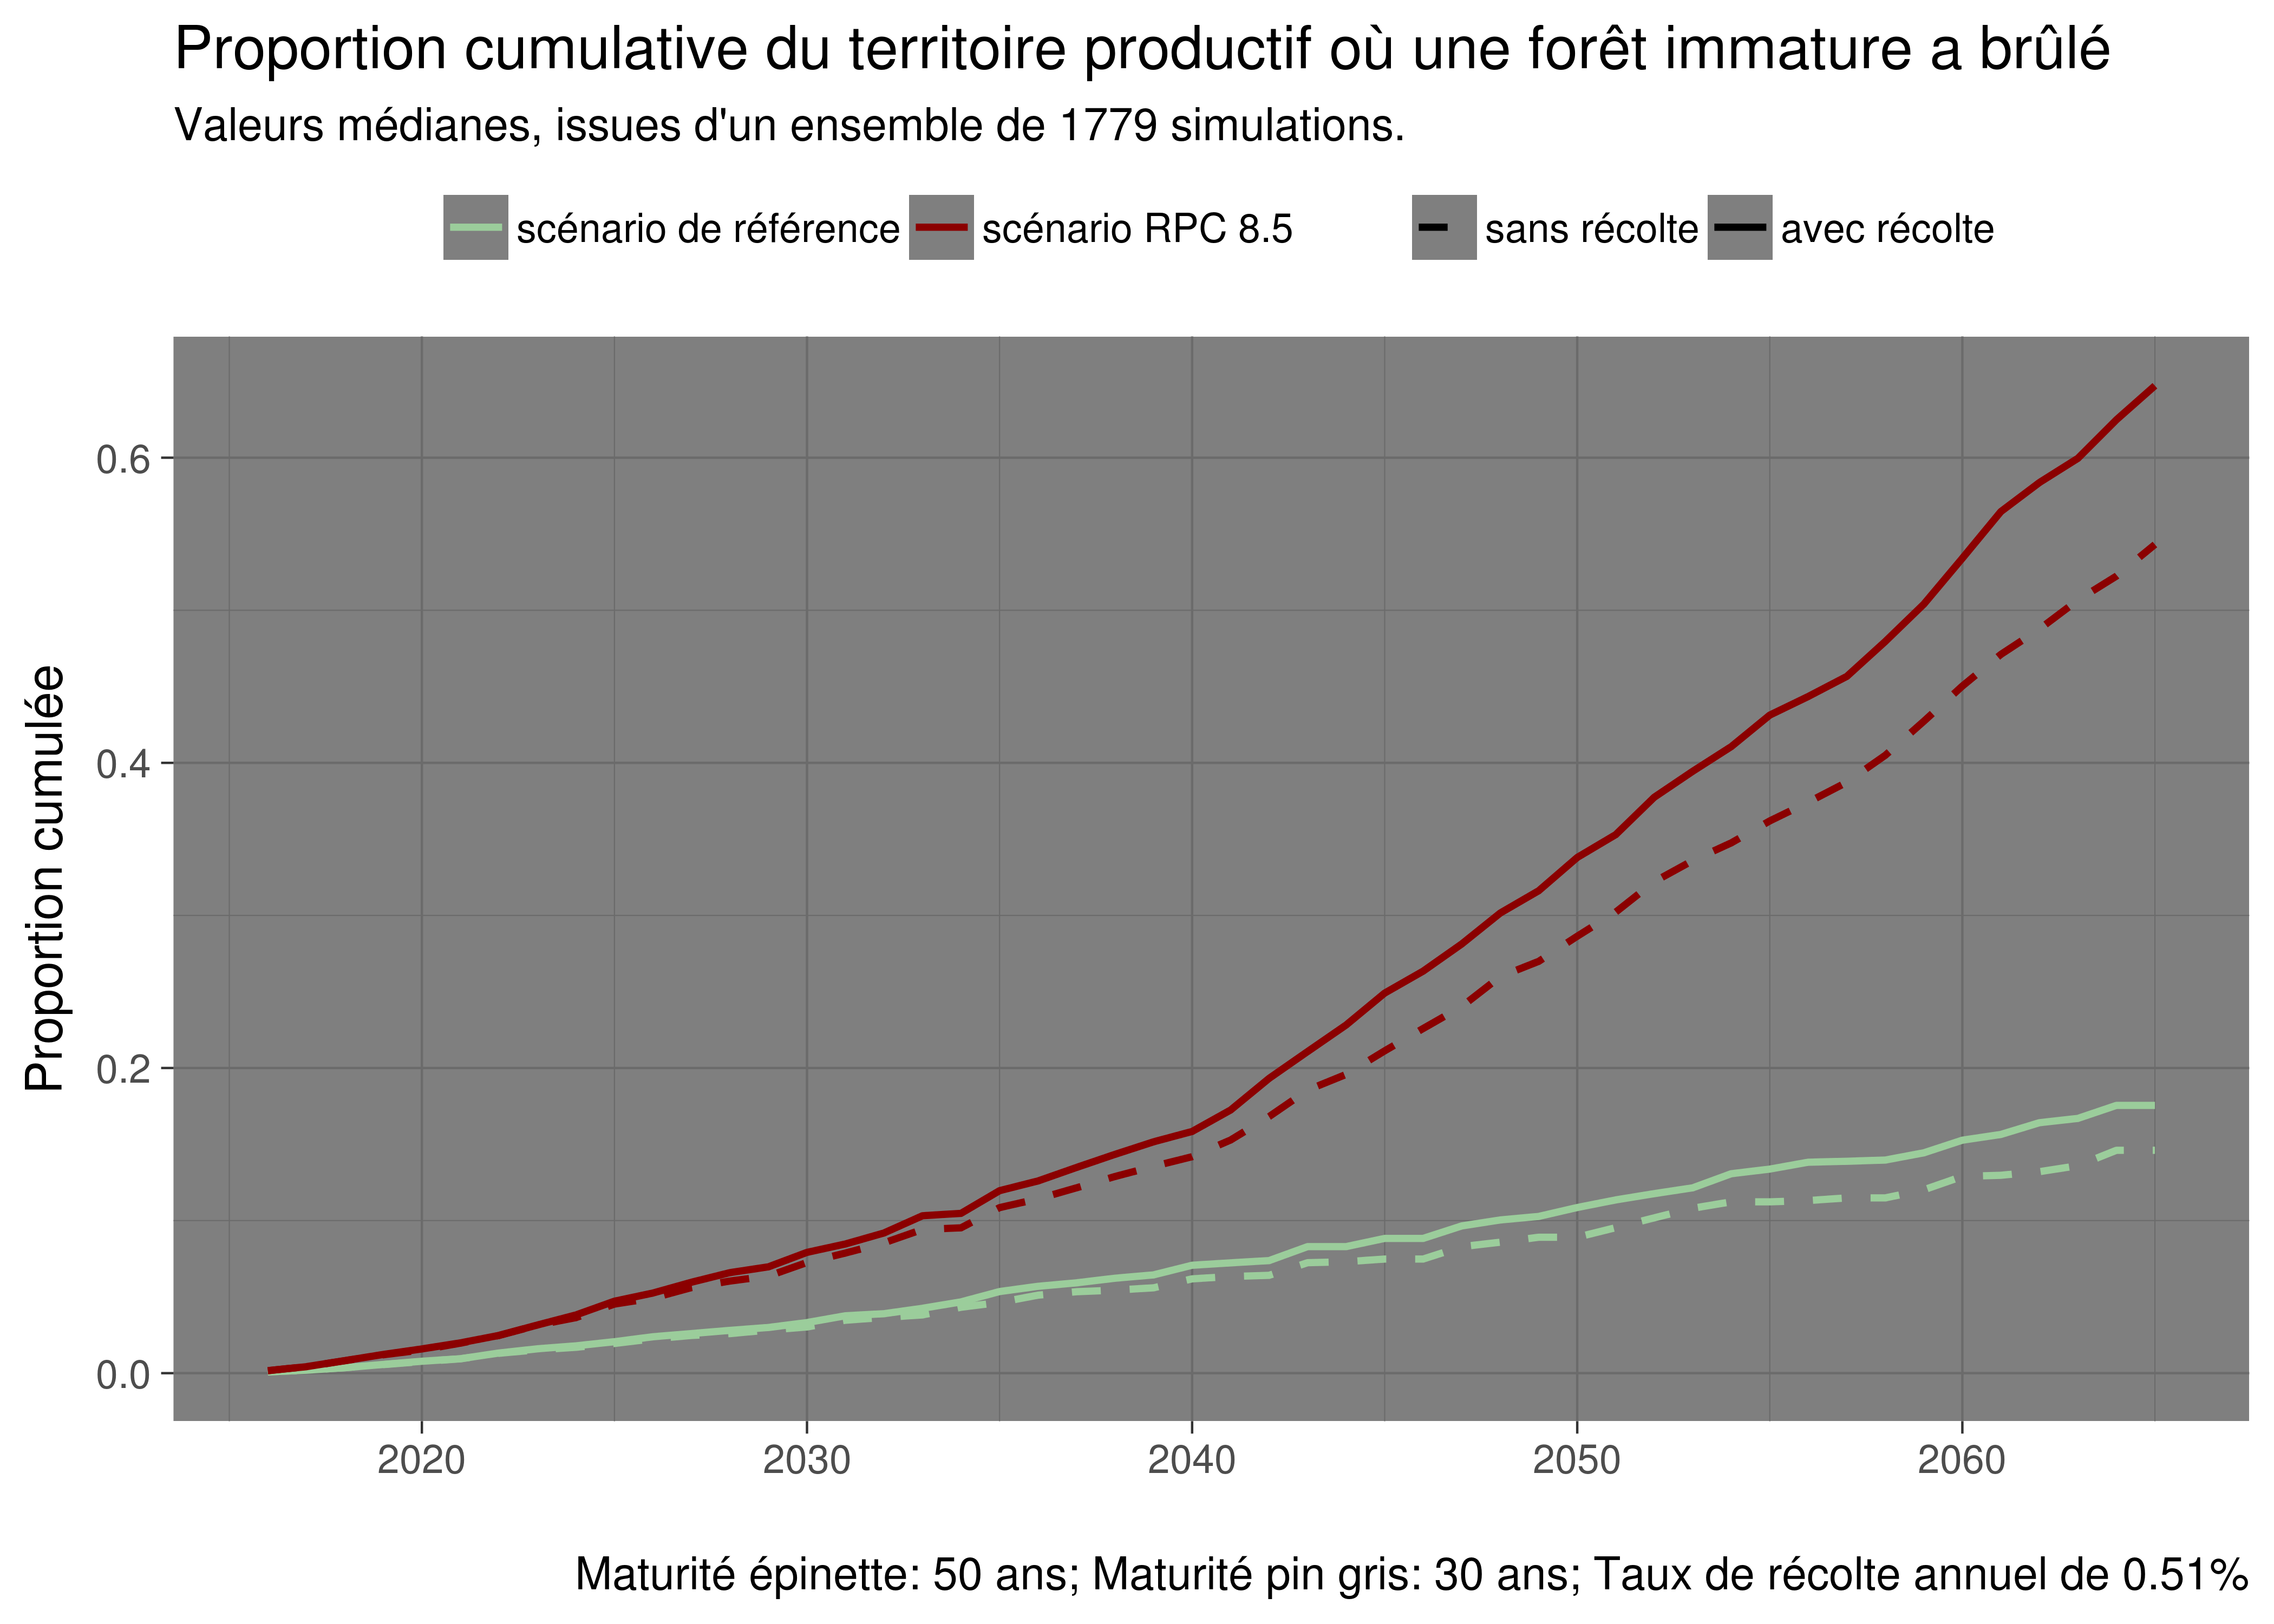 Proportion cumulative du territoire productif où une forêt immature a brûlé
Valeurs médianes, issues d'un ensemble de 1779 simulations.
scénario de référence scénario RPC 8.5 sans récolte avec récolte
Proportion cumulée
0.6
0.4
0.2
0.0
2020 2030 2040 2050 2060
Maturité épinette: 50 ans; Maturité pin gris: 30 ans; Taux de récolte annuel de 0.51%